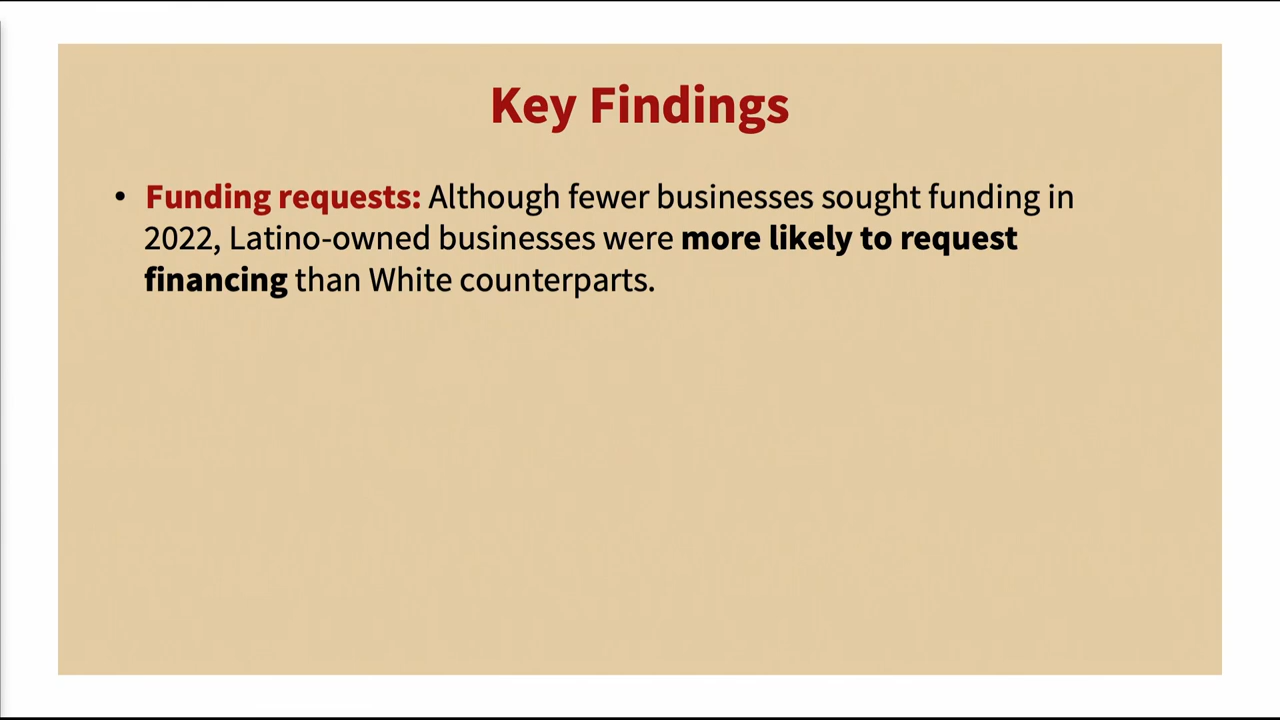 Key Findings
• Funding requests: Although fewer businesses sought funding in
2022, Latino-owned businesses were more likely to request
financing than White counterparts.